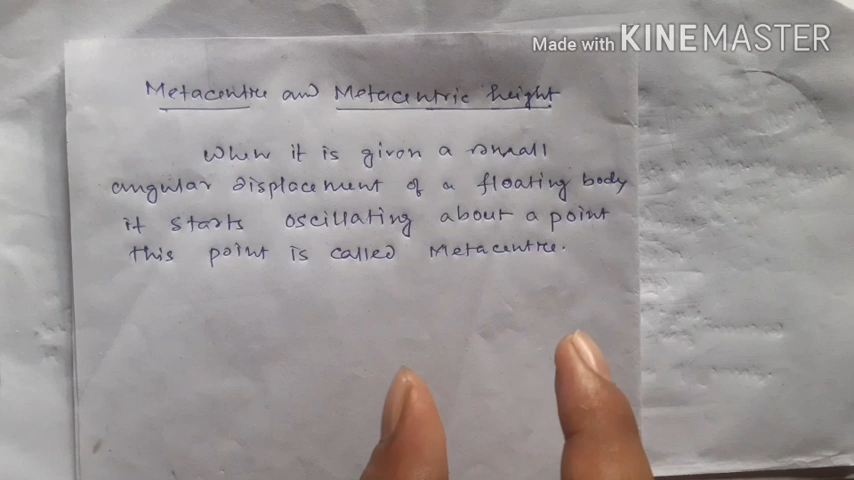 Made with KINEMASTER
Metacentre and Metacentric height
When it is given a small
angular displacement of a floating body
it starts oscillating about a point
this point is called Metacentre.